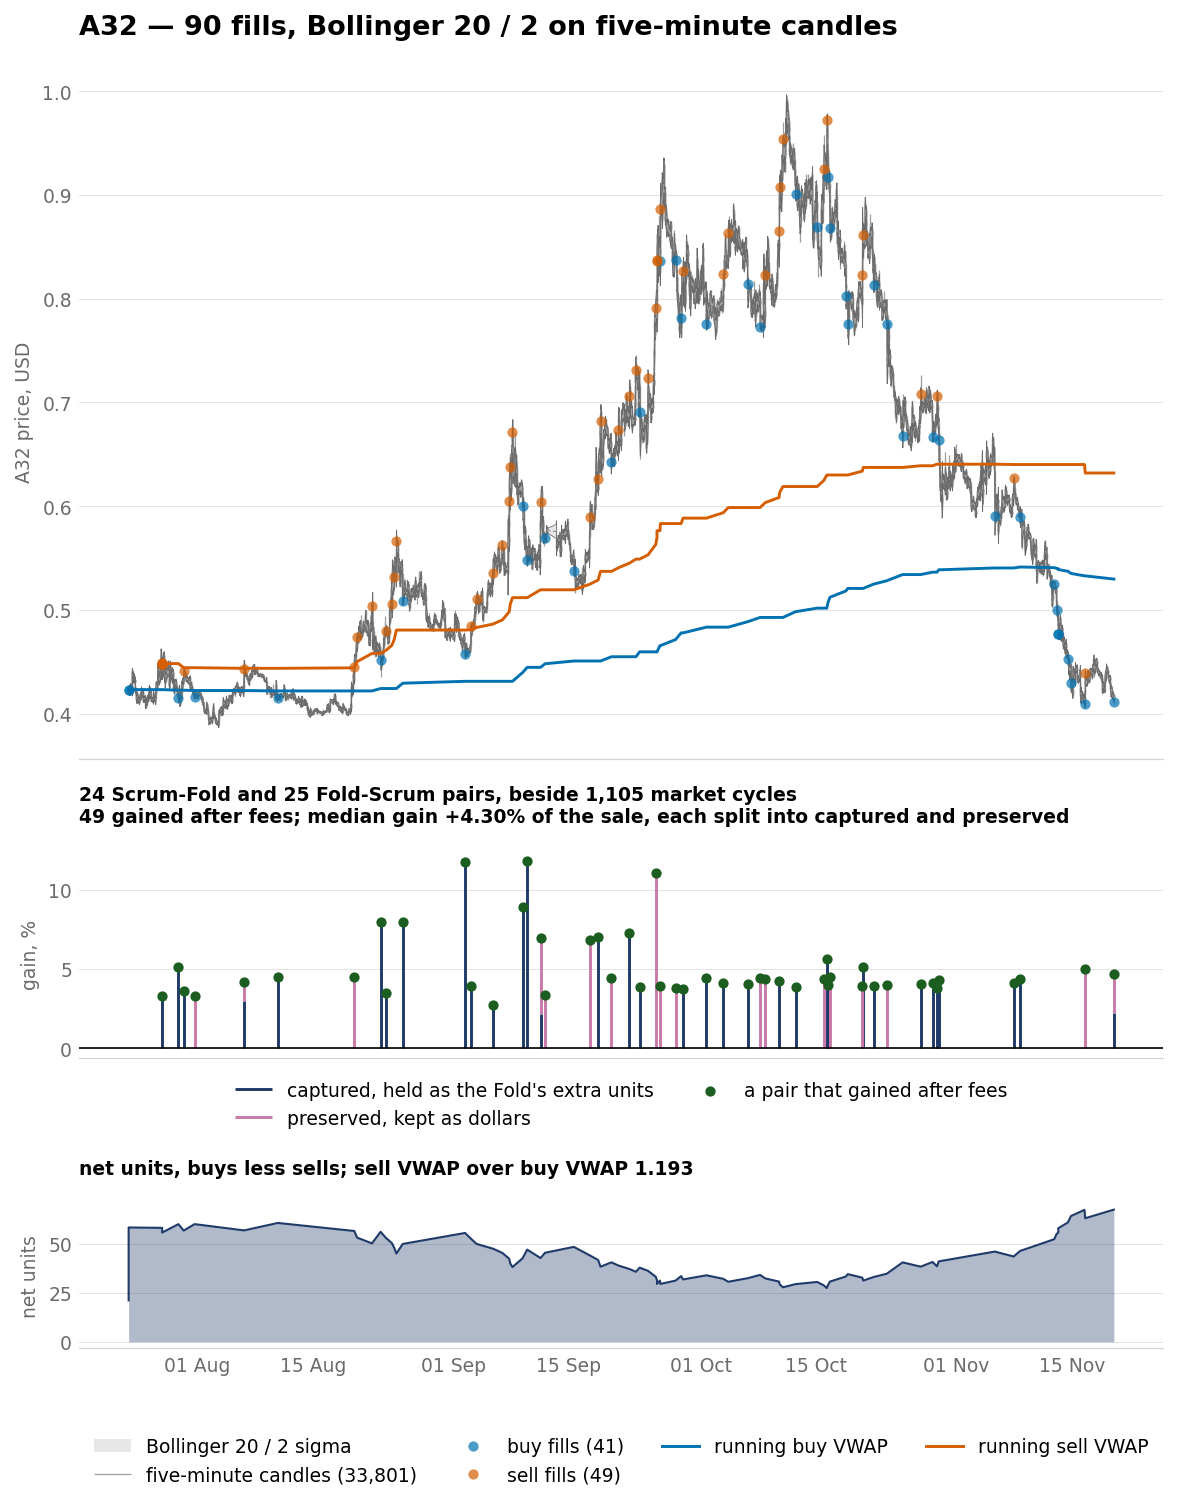 A32 — 90 fills, Bollinger 20 / 2 on five-minute candles
1.0
0.9
0.8
0.7
0.6
0.5
0.4
A32 price, USD
24 Scrum-Fold and 25 Fold-Scrum pairs, beside 1,105 market cycles
49 gained after fees; median gain +4.30% of the sale, each split into captured and preserved
10
5
0
gain, %
captured, held as the Fold's extra units
a pair that gained after fees
preserved, kept as dollars
net units, buys less sells; sell VWAP over buy VWAP 1.193
50
25
0
net units
01 Aug
15 Aug
01 Sep
15 Sep
01 Oct
15 Oct
01 Nov
15 Nov
Bollinger 20 / 2 sigma
buy fills (41)
running buy VWAP
running sell VWAP
five-minute candles (33,801)
sell fills (49)